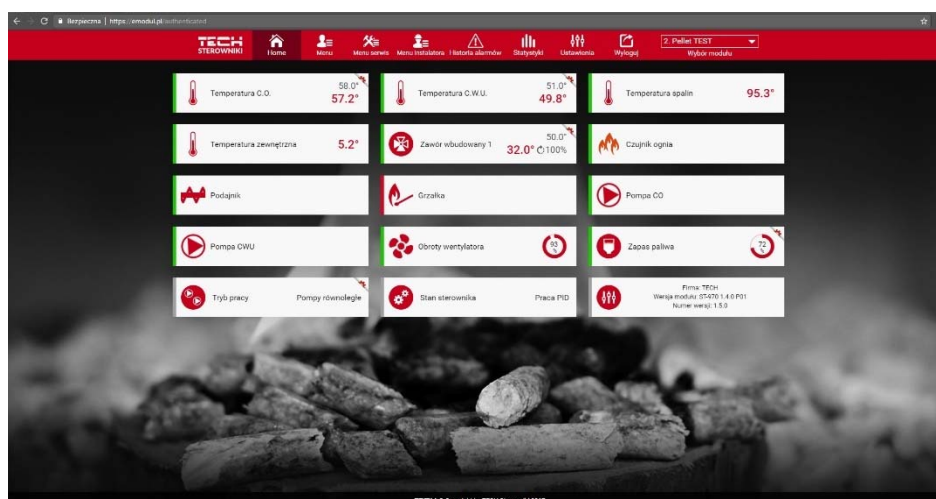 Bezpieczna | https://emodul.pl/authenticated
TECH
STEROWNIKI
Home
Menu
Menu serwis
Menu Instalatora
Historia alarmów
Statystyki
Ustawienia
Wyloguj
2. Pellet TEST
Wybór modułu
Temperatura C.O.
58.0°
57.2°
Temperatura C.W.U.
51.0°
49.8°
Temperatura spalin
95.3°
Temperatura zewnętrzna
5.2°
Zawór wbudowany 1
50.0°
32.0° 100%
Czujnik ognia
Podajnik
Grzałka
Pompa CO
Pompa CWU
Obroty wentylatora
93
%
Zapas paliwa
72
%
Tryb pracy
Pompy równoległe
Stan sterownika
Praca PID
Firma: TECH
Wersja modułu: ST-970 1.4.0 P01
Numer wersji: 1.5.0